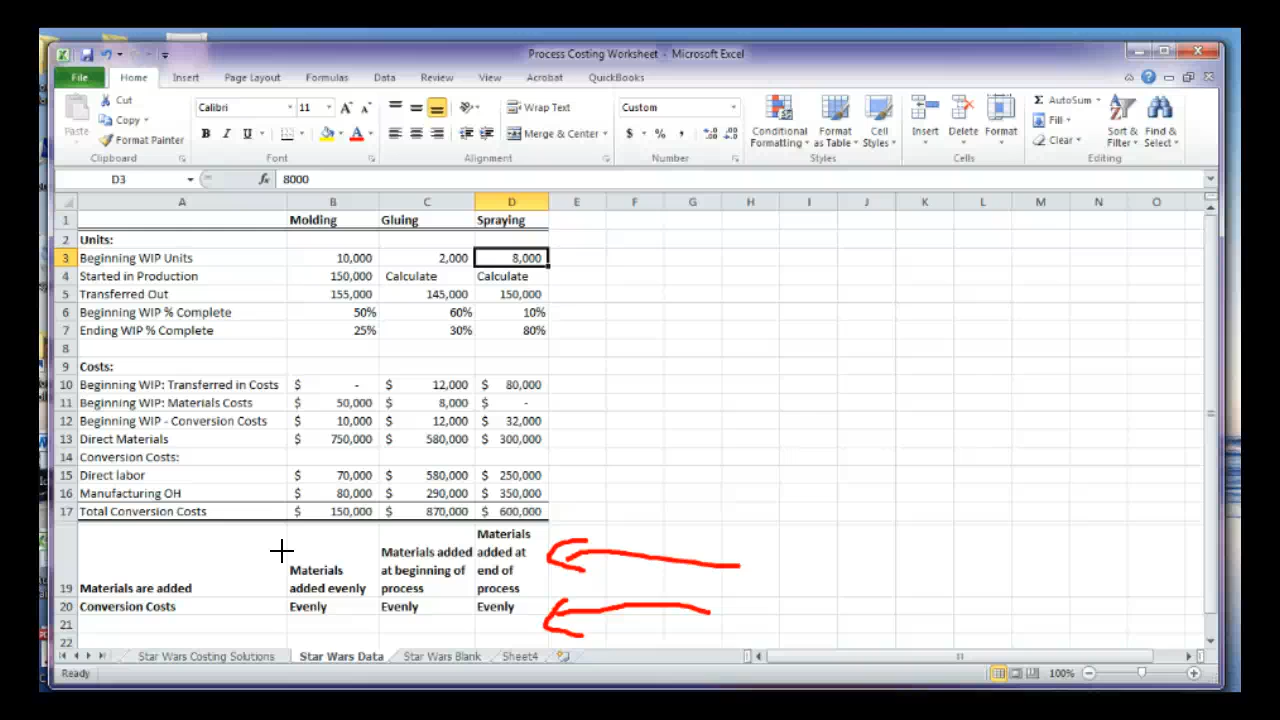 Process Costing Worksheet - Microsoft Excel
File Home Insert Page Layout Formulas Data Review View Acrobat QuickBooks
Cut
Copy
Format Painter
Paste
Clipboard
Calibri 11 A A
B I U A
Font
Wrap Text
Merge & Center
Alignment
Custom
$ % , .00 .00
Number
Conditional Formatting
Format as Table
Cell Styles
Styles
Insert Delete Format
Cells
Σ AutoSum
Fill
Clear
Sort & Filter
Find & Select
Editing
D3 fx 8000
A B C D E F G H I J K L M N O
1 Molding Gluing Spraying
2 Units:
3 Beginning WIP Units 10,000 2,000 8,000
4 Started in Production 150,000 Calculate Calculate
5 Transferred Out 155,000 145,000 150,000
6 Beginning WIP % Complete 50% 60% 10%
7 Ending WIP % Complete 25% 30% 80%
8
9 Costs:
10 Beginning WIP: Transferred in Costs $ - $ 12,000 $ 80,000
11 Beginning WIP: Materials Costs $ 50,000 $ 8,000 $ -
12 Beginning WIP - Conversion Costs $ 10,000 $ 12,000 $ 32,000
13 Direct Materials $ 750,000 $ 580,000 $ 300,000
14 Conversion Costs:
15 Direct labor $ 70,000 $ 580,000 $ 250,000
16 Manufacturing OH $ 80,000 $ 290,000 $ 350,000
17 Total Conversion Costs $ 150,000 $ 870,000 $ 600,000
19 Materials are added
Materials
added evenly
Materials added
at beginning of
process
Materials
added at
end of
process
20 Conversion Costs Evenly Evenly Evenly
21
22
Star Wars Costing Solutions Star Wars Data Star Wars Blank Sheet4
Ready 100%